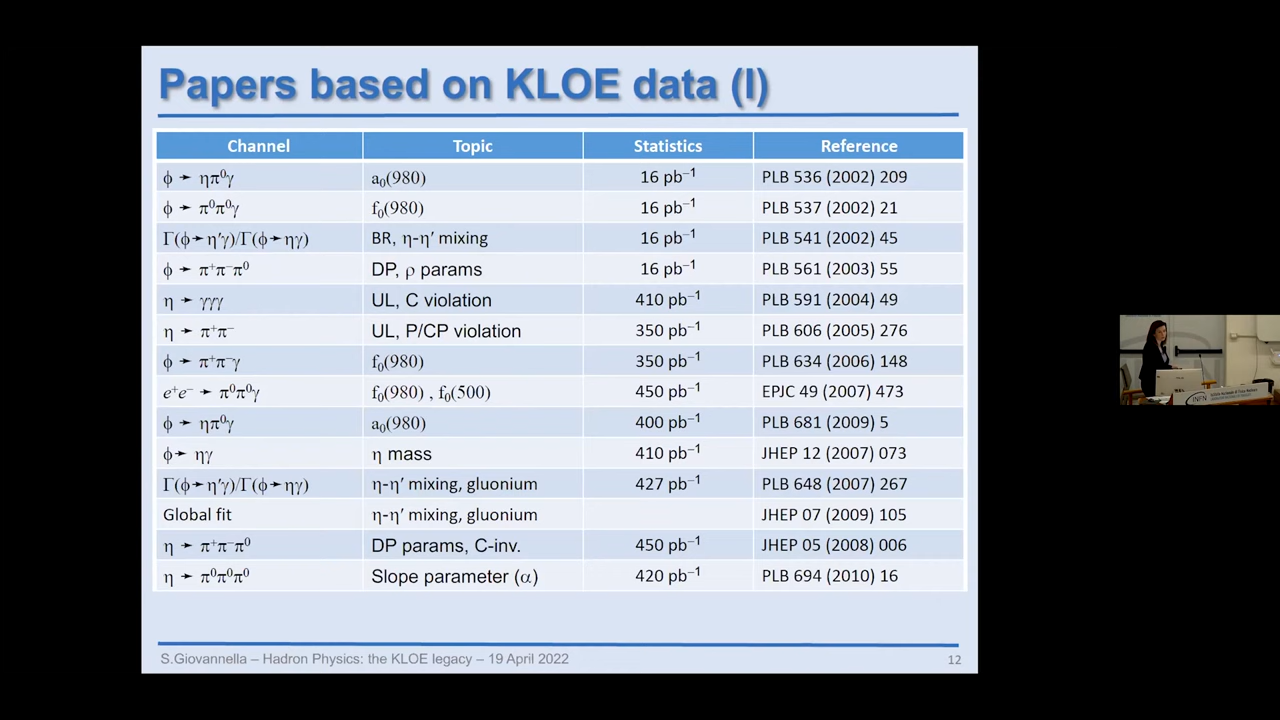 Papers based on KLOE data (I)
Channel Topic Statistics Reference
ϕ → ηπ⁰γ a₀(980) 16 pb⁻¹ PLB 536 (2002) 209
ϕ → π⁰π⁰γ f₀(980) 16 pb⁻¹ PLB 537 (2002) 21
Γ(ϕ→η′γ)/Γ(ϕ→ηγ) BR, η-η′ mixing 16 pb⁻¹ PLB 541 (2002) 45
ϕ → π⁺π⁻π⁰ DP, ρ params 16 pb⁻¹ PLB 561 (2003) 55
η → γγγ UL, C violation 410 pb⁻¹ PLB 591 (2004) 49
η → π⁺π⁻ UL, P/CP violation 350 pb⁻¹ PLB 606 (2005) 276
ϕ → π⁺π⁻γ f₀(980) 350 pb⁻¹ PLB 634 (2006) 148
e⁺e⁻ → π⁰π⁰γ f₀(980) , f₀(500) 450 pb⁻¹ EPJC 49 (2007) 473
ϕ → ηπ⁰γ a₀(980) 400 pb⁻¹ PLB 681 (2009) 5
ϕ→ ηγ η mass 410 pb⁻¹ JHEP 12 (2007) 073
Γ(ϕ→η′γ)/Γ(ϕ→ηγ) η-η′ mixing, gluonium 427 pb⁻¹ PLB 648 (2007) 267
Global fit η-η′ mixing, gluonium JHEP 07 (2009) 105
η → π⁺π⁻π⁰ DP params, C-inv. 450 pb⁻¹ JHEP 05 (2008) 006
η → π⁰π⁰π⁰ Slope parameter (α) 420 pb⁻¹ PLB 694 (2010) 16
S.Giovannella – Hadron Physics: the KLOE legacy – 19 April 2022 12
INFN